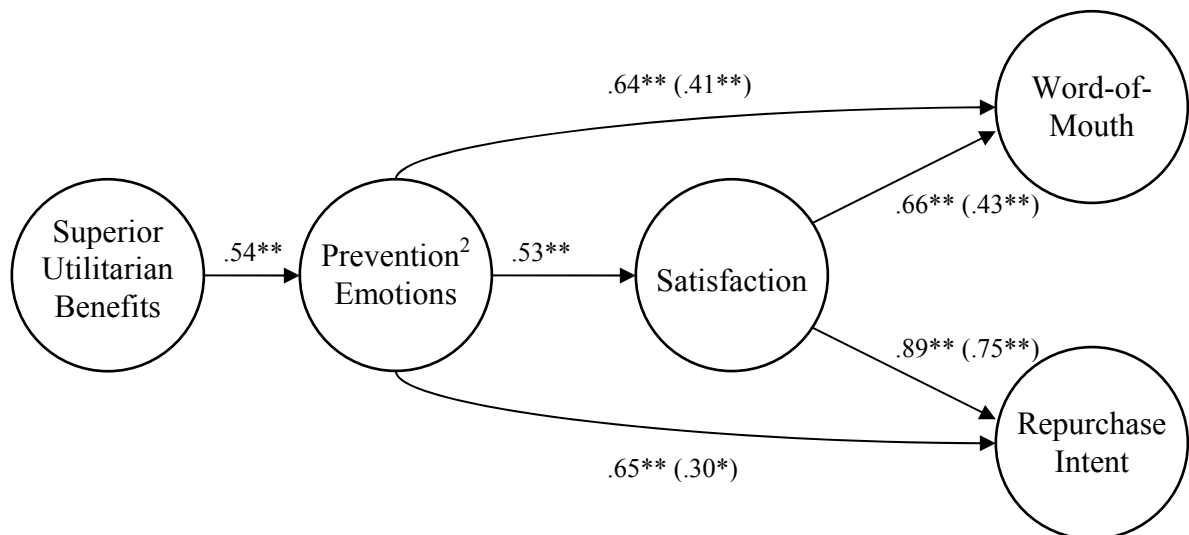 Word-of-
Mouth
.64** (.41**)
.66** (.43**)
Superior
Utilitarian
Benefits
.54**
Prevention²
Emotions
.53**
Satisfaction
.89** (.75**)
Repurchase
Intent
.65** (.30*)